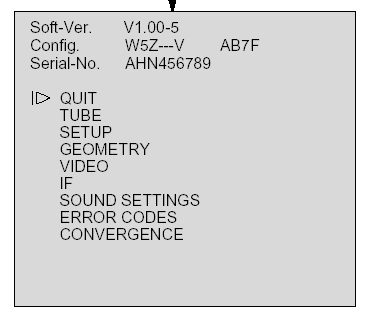 Soft-Ver. V1.00-5
Config. W5Z---V AB7F
Serial-No. AHN456789
QUIT
TUBE
SETUP
GEOMETRY
VIDEO
IF
SOUND SETTINGS
ERROR CODES
CONVERGENCE